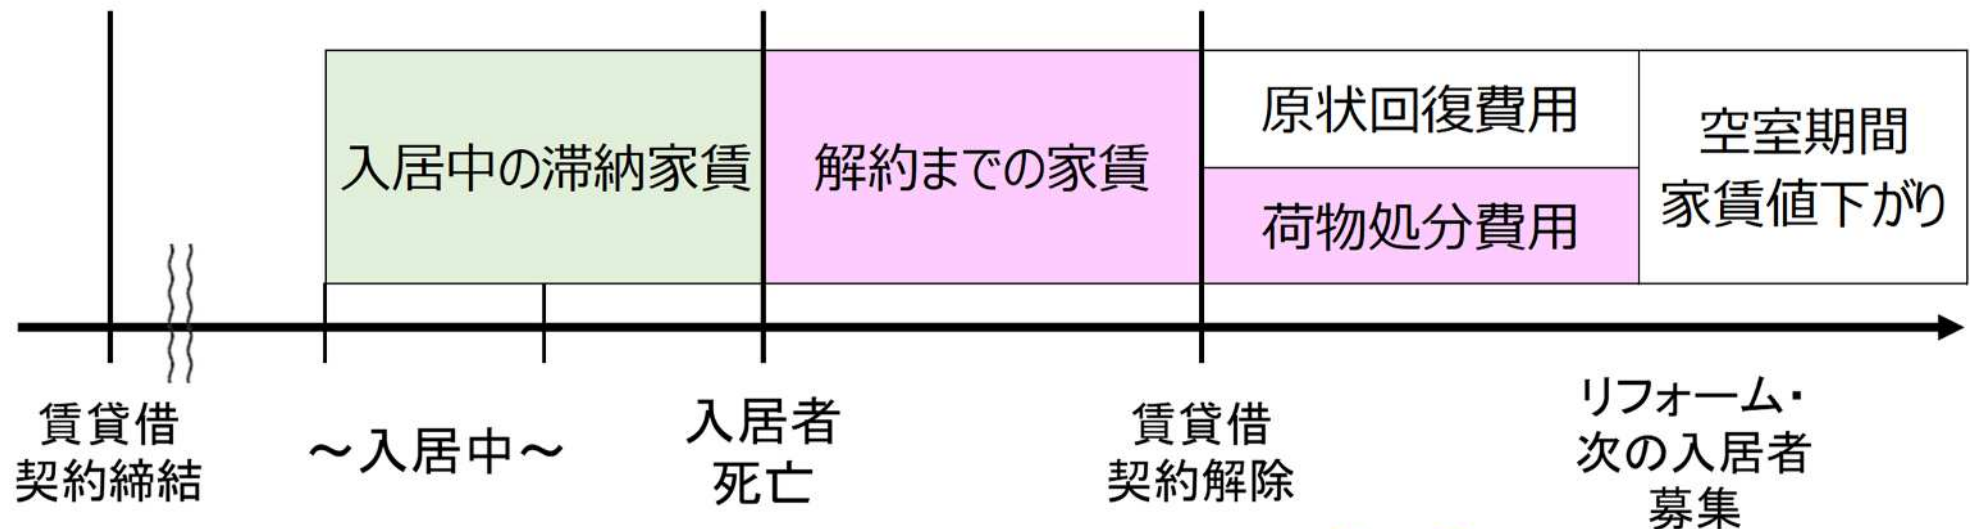 入居中の滞納家賃
解約までの家賃
原状回復費用
荷物処分費用
空室期間
家賃値下がり
賃貸借
契約締結
～入居中～
入居者
死亡
賃貸借
契約解除
リフォーム・
次の入居者
募集